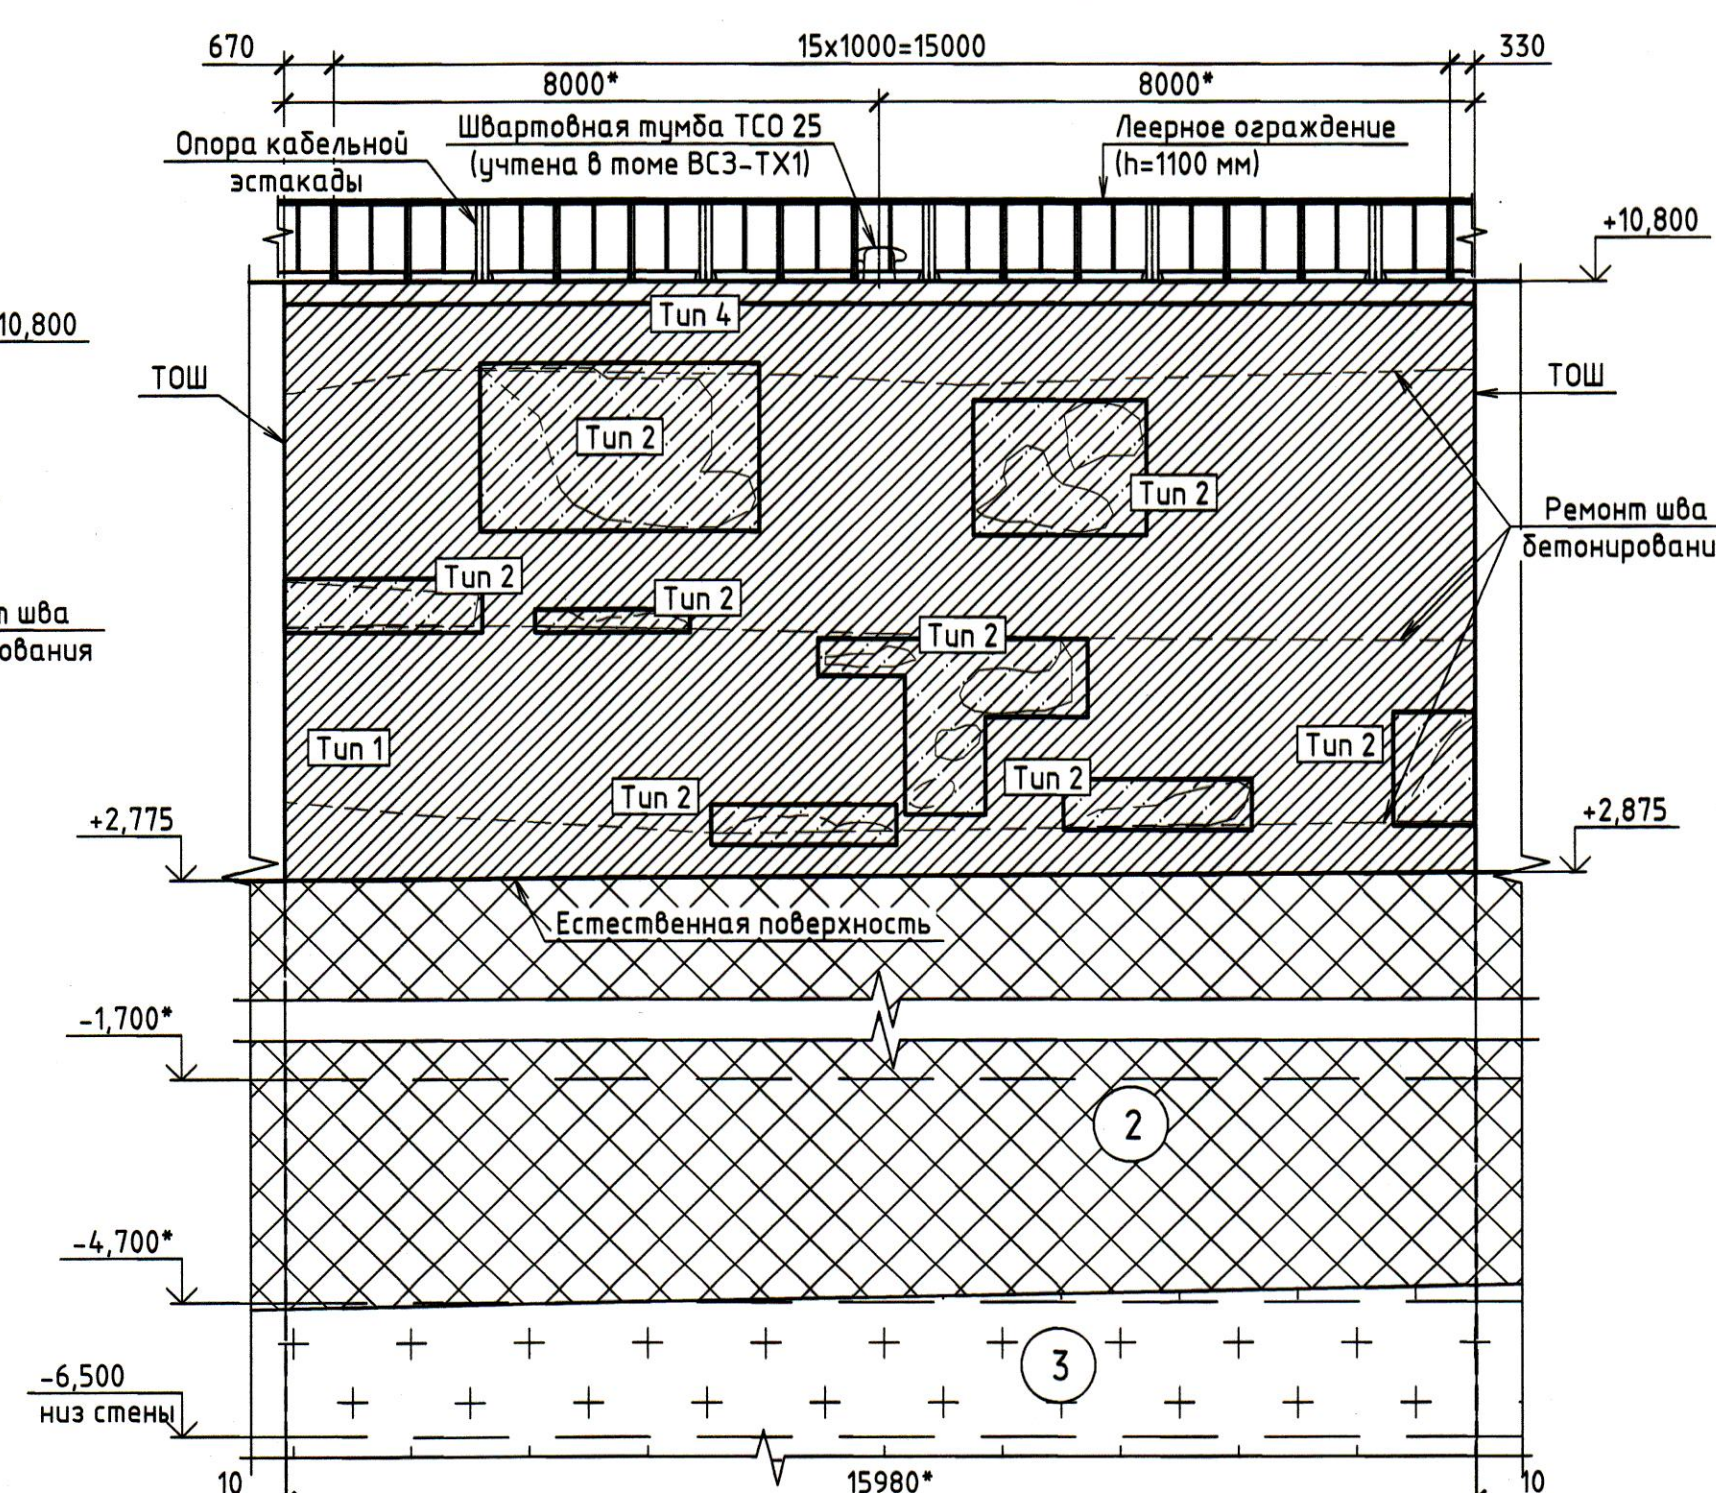 670
15х1000=15000
330
8000*
8000*
Опора кабельной
эстакады
Швартовная тумба ТСО 25
(учтена в томе ВСЗ-ТХ1)
Леерное ограждение
(h=1100 мм)
+10,800
10,800
Тип 4
ТОШ
ТОШ
Тип 2
Тип 2
Ремонт шва
бетонировани
Тип 2
Тип 2
т шва
ования
Тип 2
Тип 1
Тип 2
Тип 2
Тип 2
+2,775
+2,875
Естественная поверхность
-1,700*
2
-4,700*
3
-6,500
низ стены
10
15980*
10